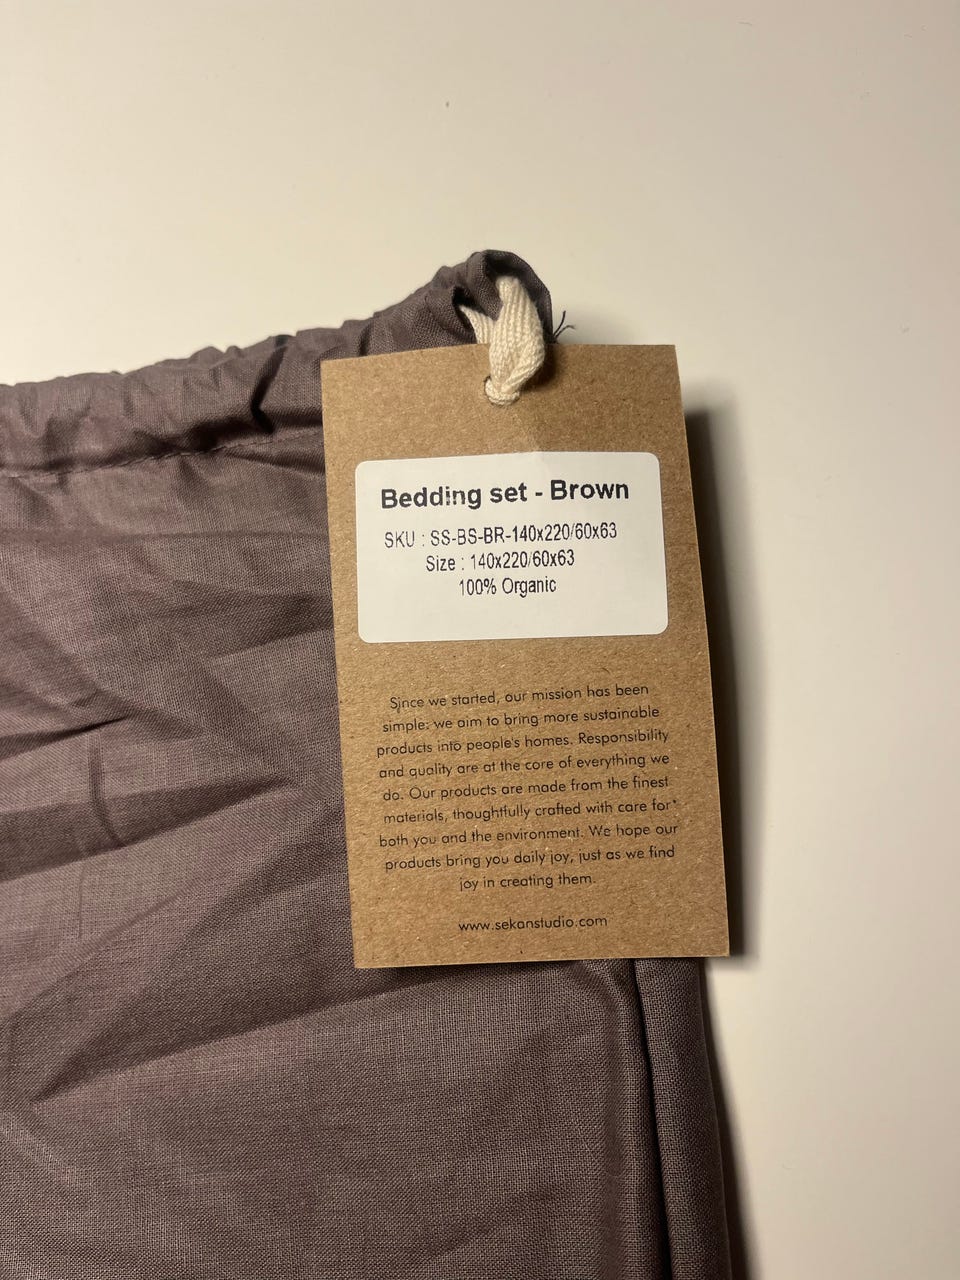 Bedding set - Brown
SKU : SS-BS-BR-140x220/60x63
Size : 140x220/60x63
100% Organic
Since we started, our mission has been
simple: we aim to bring more sustainable
products into people's homes. Responsibility
and quality are at the core of everything we
do. Our products are made from the finest
materials, thoughtfully crafted with care for
both you and the environment. We hope our
products bring you daily joy, just as we find
joy in creating them.
www.sekanstudio.com